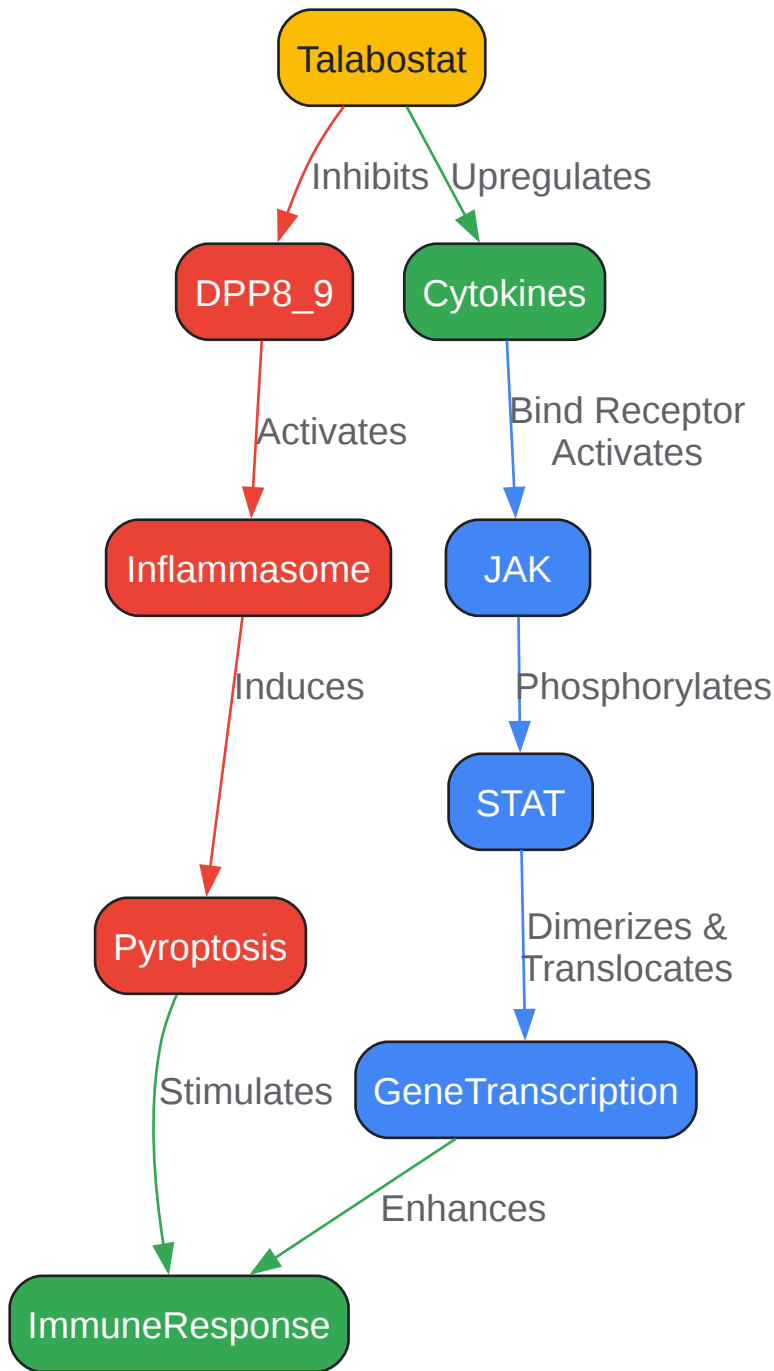 Talabostat
Inhibits
Upregulates
DPP8_9
Cytokines
Activates
Bind Receptor
Activates
Inflammasome
JAK
Induces
Phosphorylates
STAT
Pyroptosis
Dimerizes &
Translocates
Stimulates
GeneTranscription
Enhances
ImmuneResponse